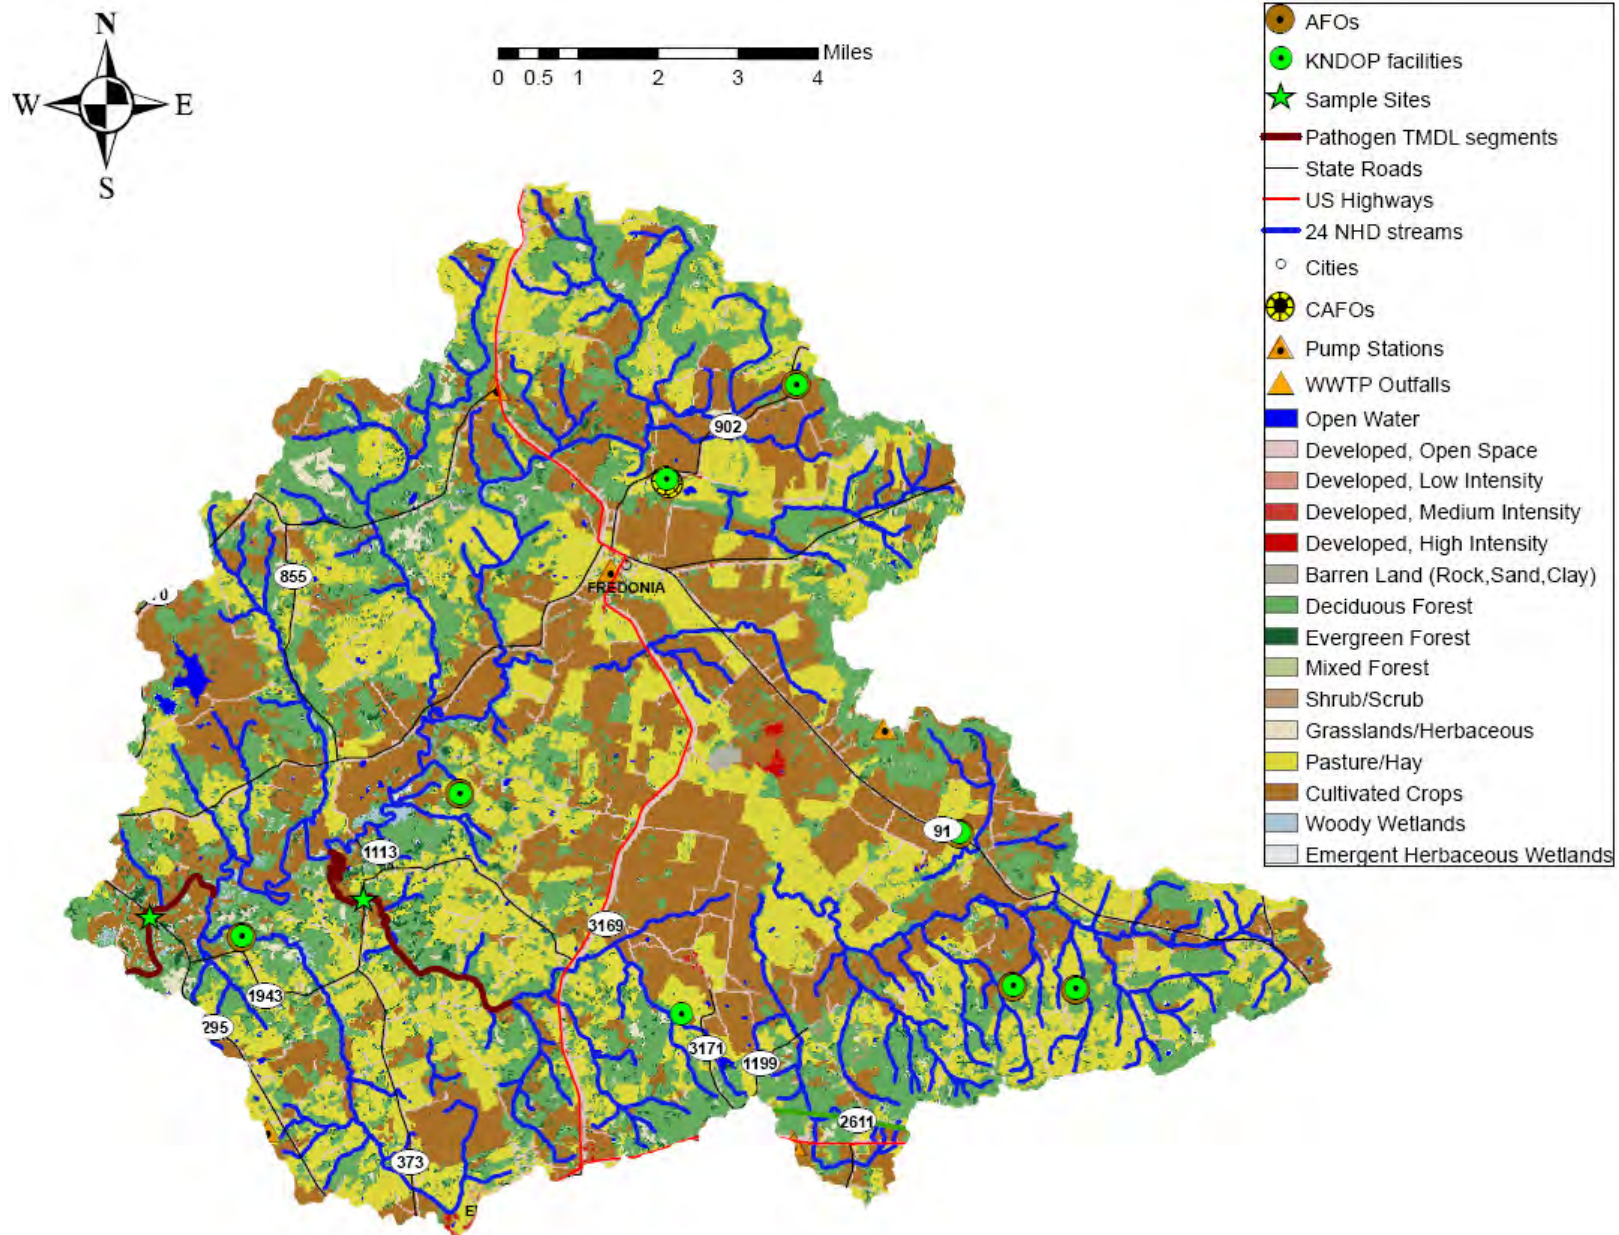 N
W E
S
Miles
0 0.5 1 2 3 4
AFOs
KNDOP facilities
Sample Sites
Pathogen TMDL segments
State Roads
US Highways
24 NHD streams
Cities
CAFOs
Pump Stations
WWTP Outfalls
Open Water
Developed, Open Space
Developed, Low Intensity
Developed, Medium Intensity
Developed, High Intensity
Barren Land (Rock,Sand,Clay)
Deciduous Forest
Evergreen Forest
Mixed Forest
Shrub/Scrub
Grasslands/Herbaceous
Pasture/Hay
Cultivated Crops
Woody Wetlands
Emergent Herbaceous Wetlands
902
855
FREDONIA
91
1113
3169
1943
295
3171
1199
2611
373